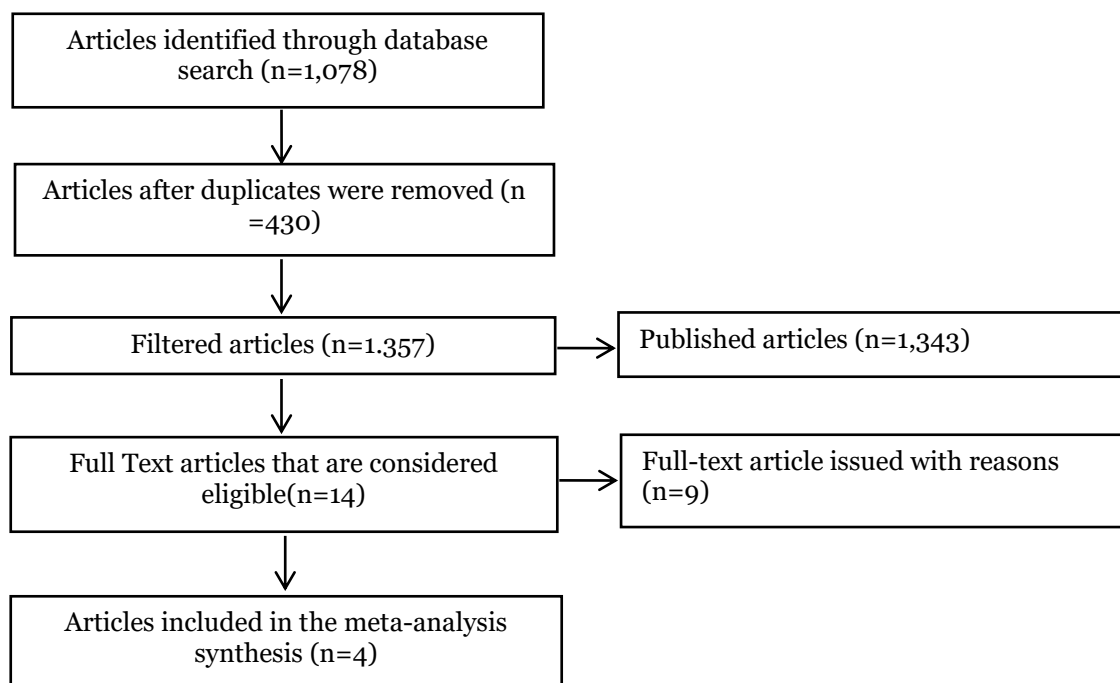 Articles identified through database
search (n=1,078)
Articles after duplicates were removed (n
=430)
Filtered articles (n=1.357)
Published articles (n=1,343)
Full Text articles that are considered
eligible(n=14)
Full-text article issued with reasons
(n=9)
Articles included in the meta-analysis
synthesis (n=4)